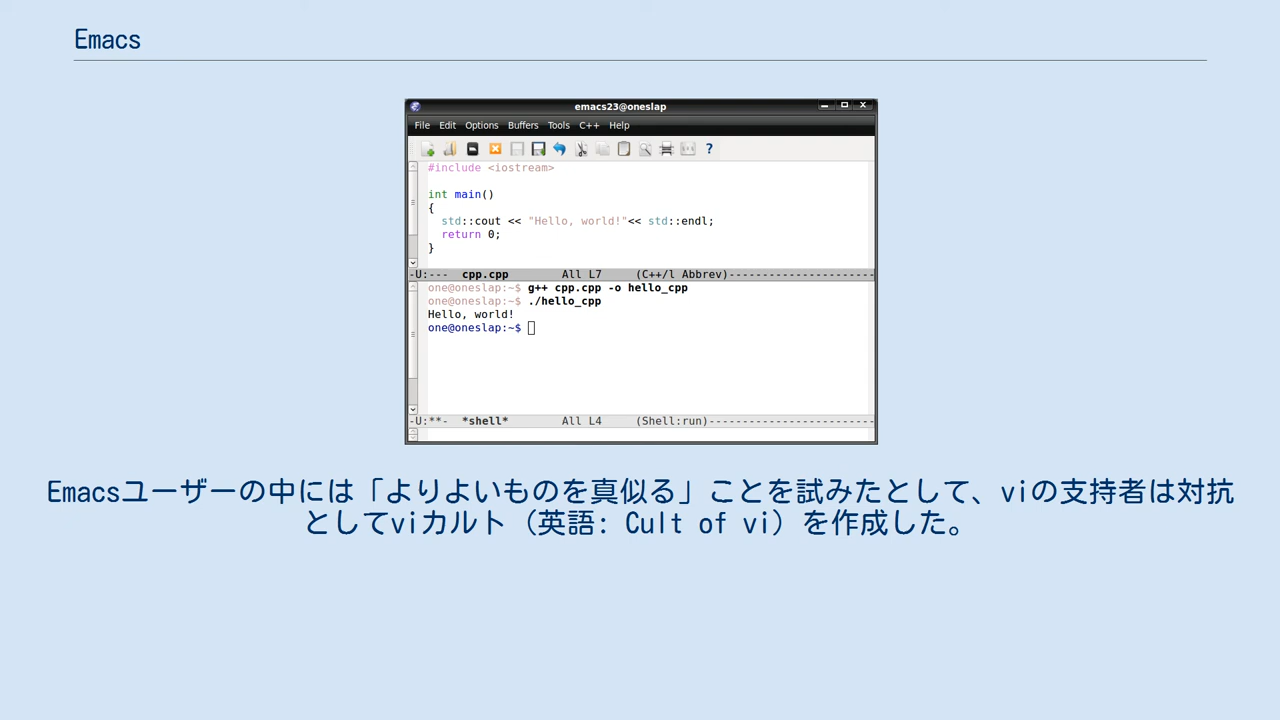 Emacs
emacs23@oneslap
File Edit Options Buffers Tools C++ Help
#include <iostream>
int main()
{
  std::cout << "Hello, world!"<< std::endl;
  return 0;
}
-U:---  cpp.cpp        All L7     (C++/l Abbrev)----------------------
one@oneslap:~$ g++ cpp.cpp -o hello_cpp
one@oneslap:~$ ./hello_cpp
Hello, world!
one@oneslap:~$
-U:**-  *shell*        All L4     (Shell:run)-------------------------
Emacsユーザーの中には「よりよいものを真似る」ことを試みたとして、viの支持者は対抗
としてviカルト（英語: Cult of vi）を作成した。